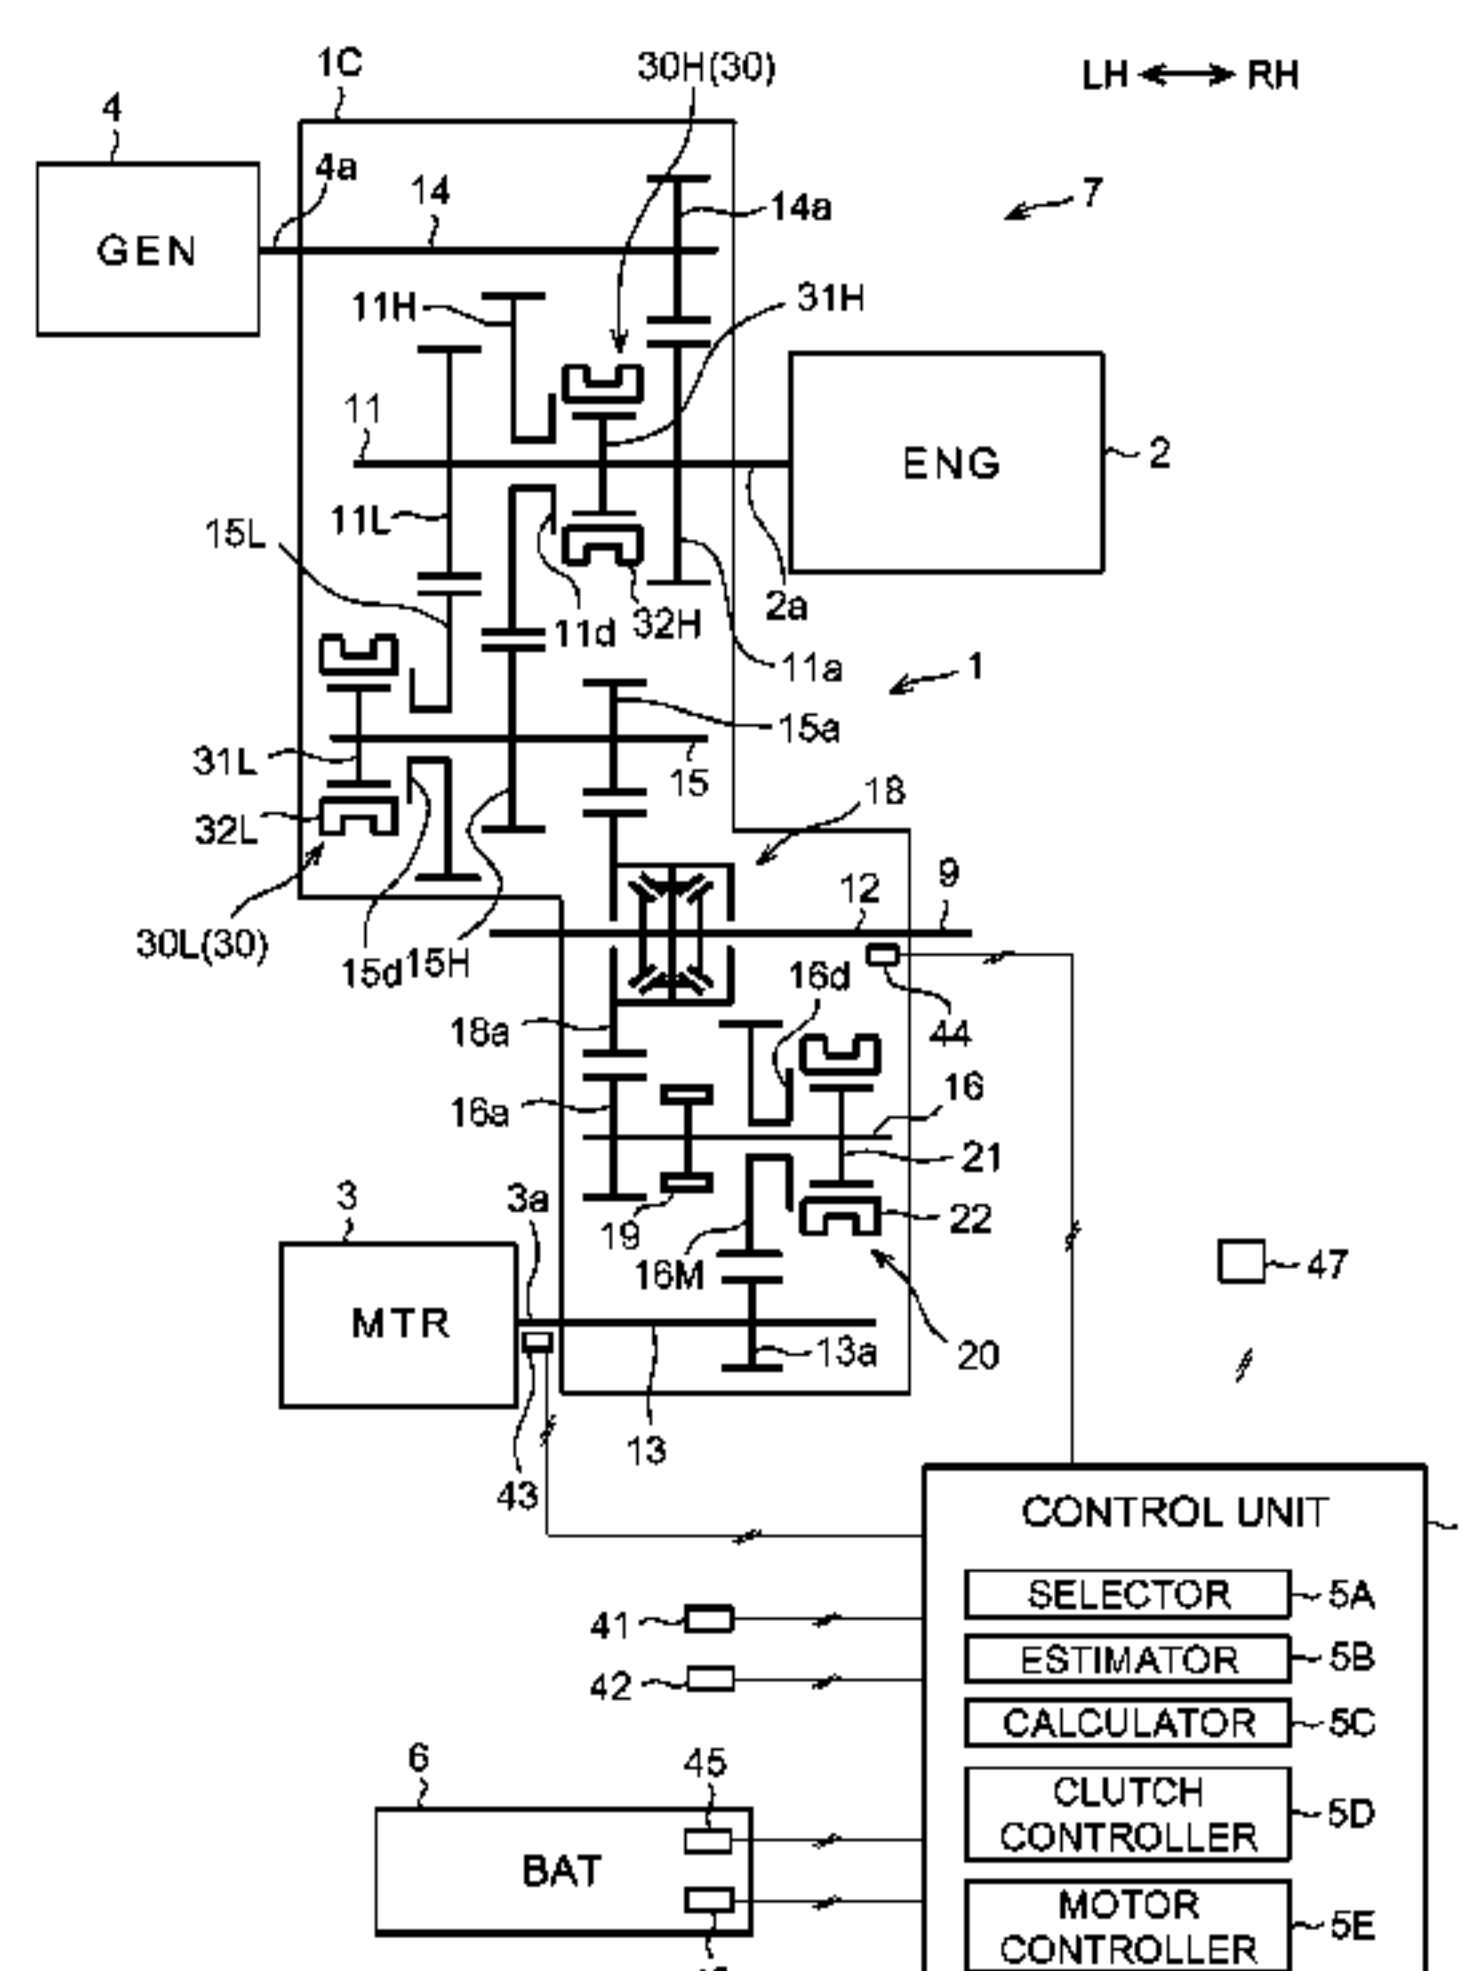 1C
30H(30)
LH RH
4
4a
14
14a
7
GEN
11H
31H
11
ENG
2
15L
11L
11d
32H
2a
11a
1
15a
31L
15
18
32L
12
9
30L(30)
15d
15H
16d
44
18a
16a
16
21
3
3a
19
16M
22
47
MTR
13a
20
13
43
CONTROL UNIT
SELECTOR
5A
41
ESTIMATOR
5B
42
CALCULATOR
5C
6
45
CLUTCH
CONTROLLER
5D
BAT
MOTOR
CONTROLLER
5E